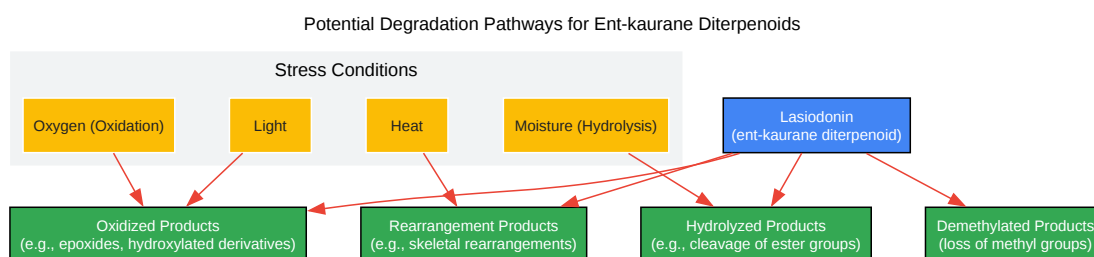 Potential Degradation Pathways for Ent-kaurane Diterpenoids
Stress Conditions
Oxygen (Oxidation)
Light
Heat
Moisture (Hydrolysis)
Lasiodonin
(ent-kaurane diterpenoid)
Oxidized Products
(e.g., epoxides, hydroxylated derivatives)
Rearrangement Products
(e.g., skeletal rearrangements)
Hydrolyzed Products
(e.g., cleavage of ester groups)
Demethylated Products
(loss of methyl groups)